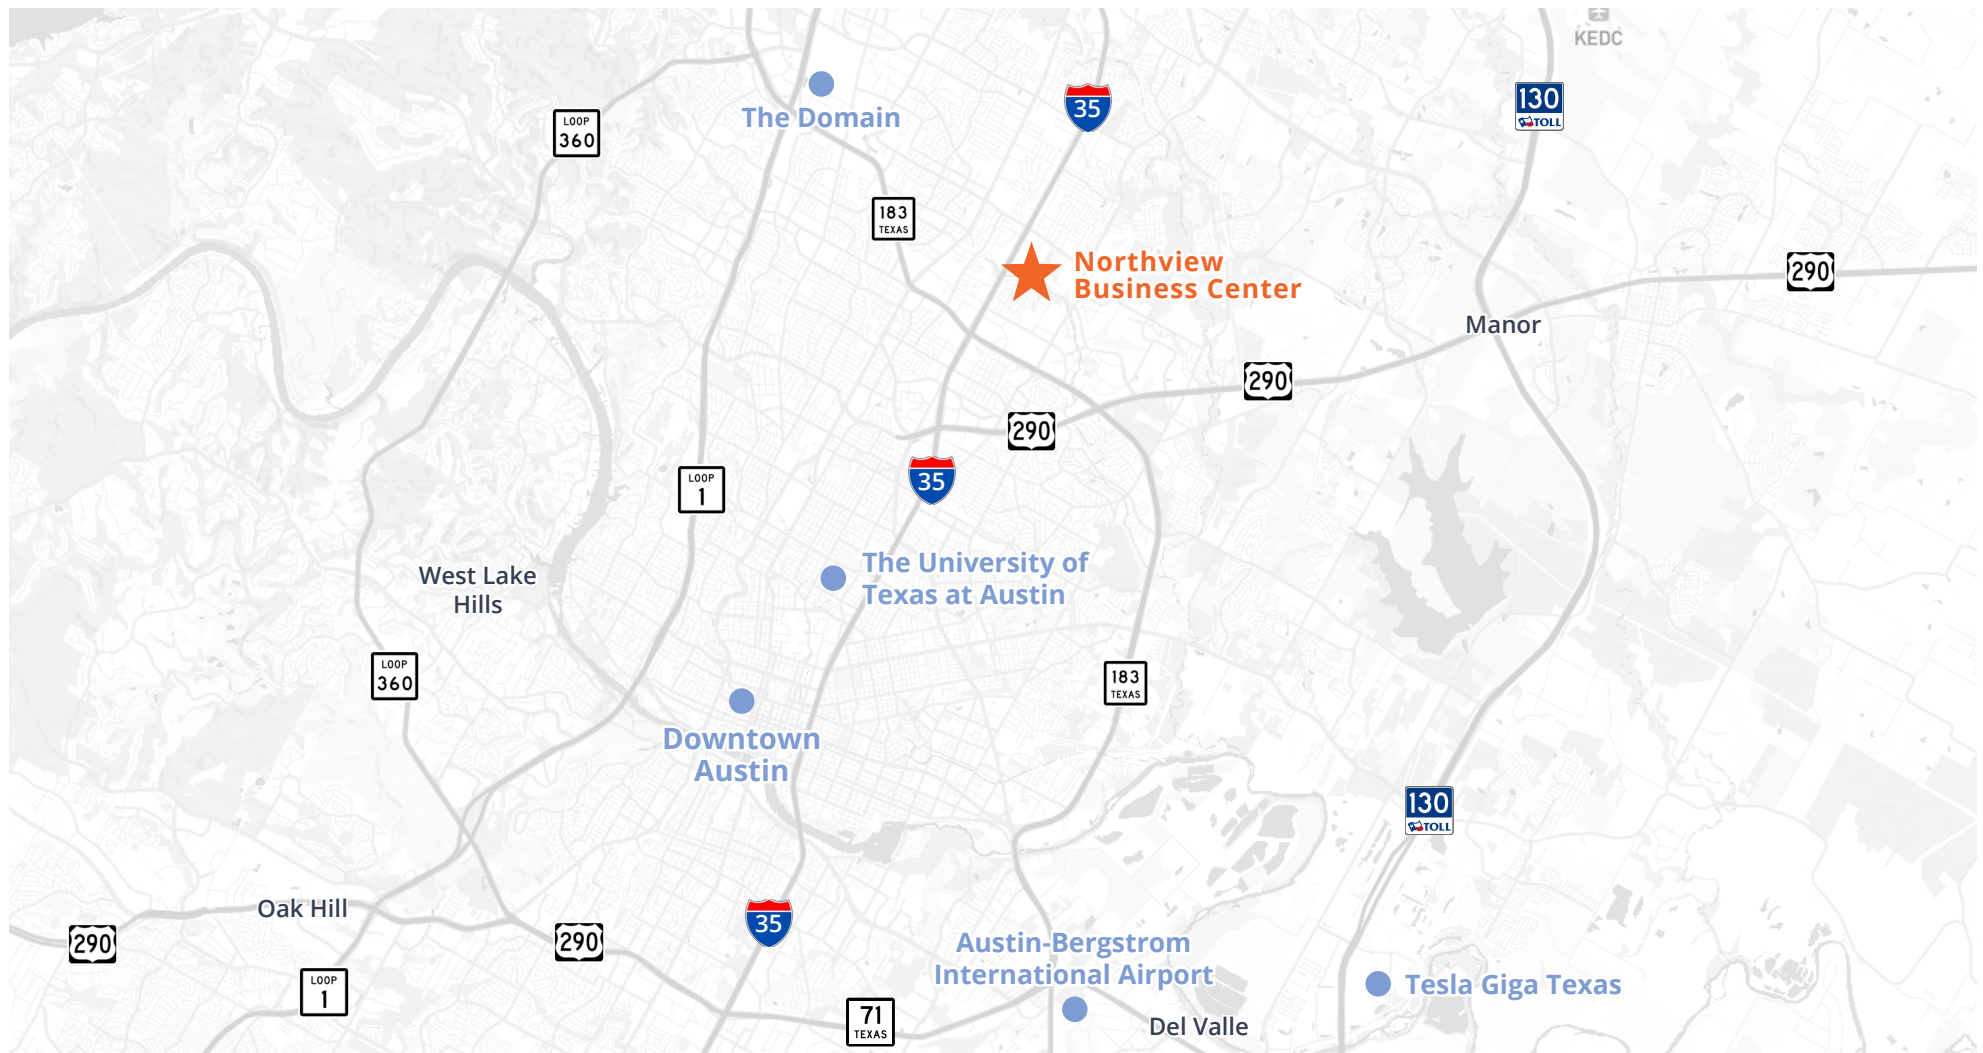 KEDC
The Domain
LOOP
360
35
130
TOLL
183
TEXAS
Northview
Business Center
290
Manor
290
290
35
LOOP
1
The University of
Texas at Austin
West Lake
Hills
LOOP
360
183
TEXAS
Downtown
Austin
130
TOLL
Oak Hill
290
290
35
Austin-Bergstrom
International Airport
LOOP
1
Tesla Giga Texas
71
TEXAS
Del Valle